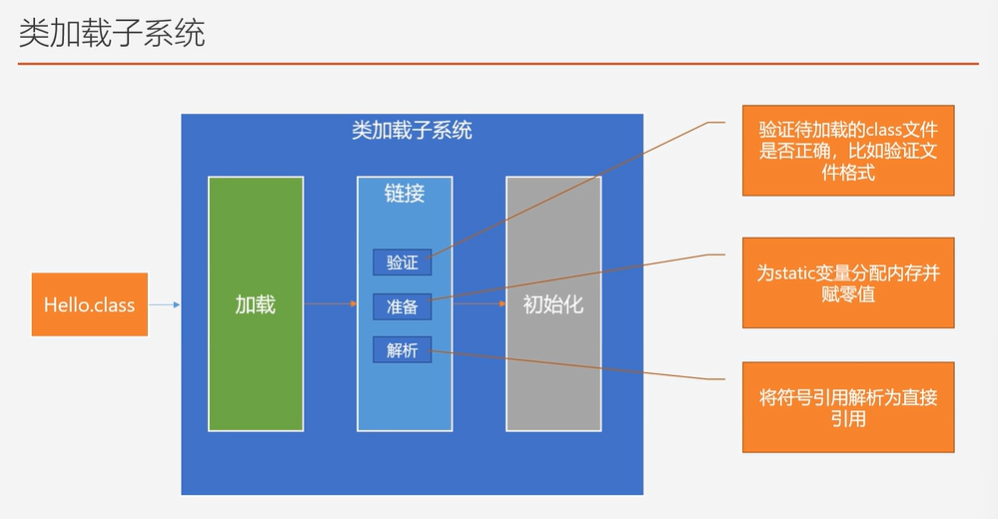 类加载子系统
类加载子系统
Hello.class
加载
链接
验证
准备
解析
初始化
验证待加载的class文件
是否正确，比如验证文
件格式
为static变量分配内存并
赋零值
将符号引用解析为直接
引用